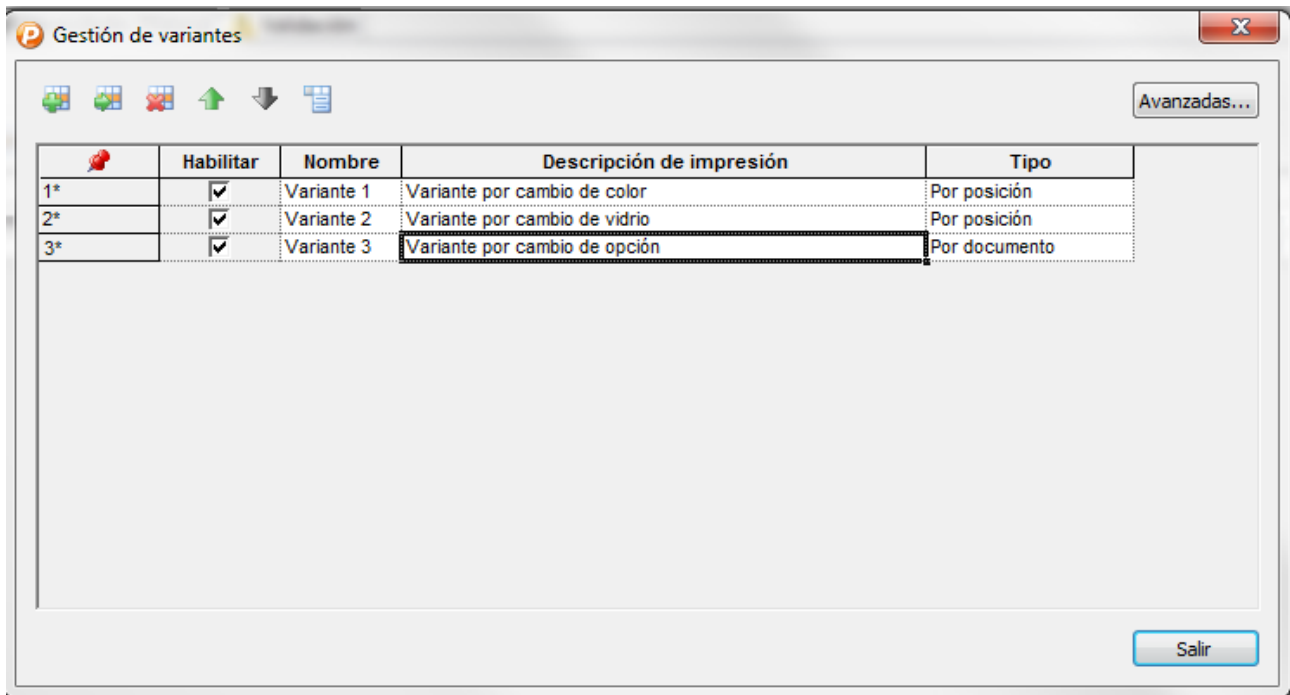 Gestión de variantes
Avanzadas...
Habilitar Nombre Descripción de impresión Tipo
1* Variante 1 Variante por cambio de color Por posición
2* Variante 2 Variante por cambio de vidrio Por posición
3* Variante 3 Variante por cambio de opción Por documento
Salir